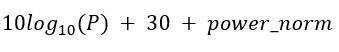 10log₁₀(P) + 30 + power_norm